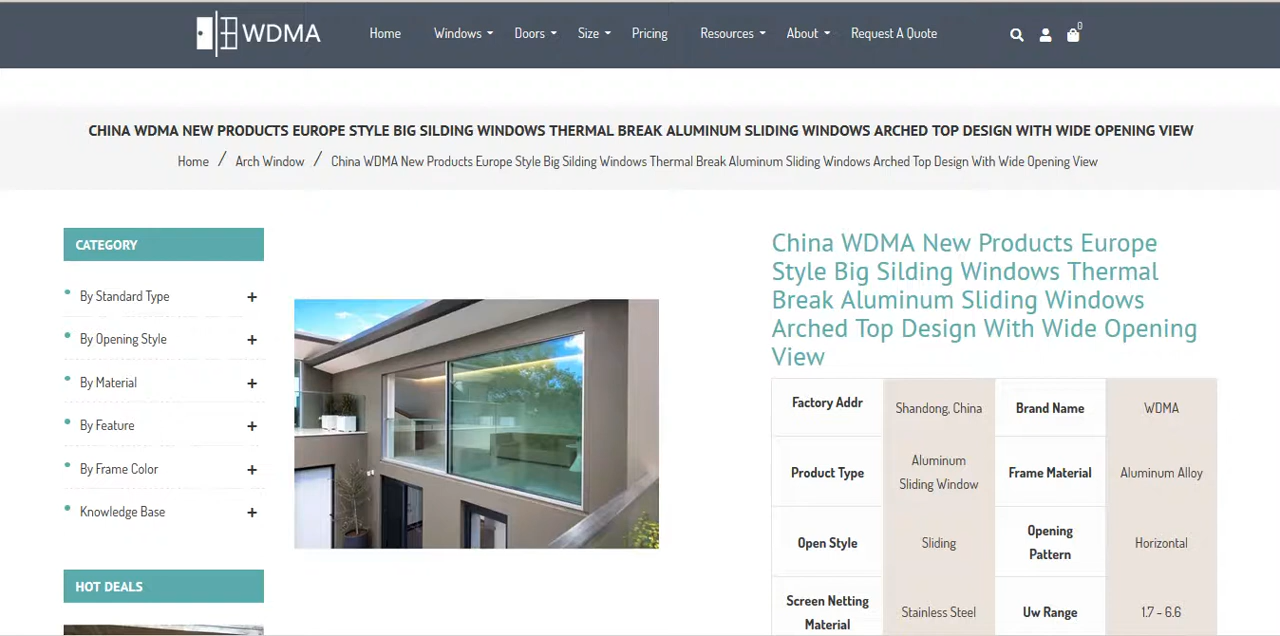 WDMA
Home Windows Doors Size Pricing Resources About Request A Quote 0
CHINA WDMA NEW PRODUCTS EUROPE STYLE BIG SILDING WINDOWS THERMAL BREAK ALUMINUM SLIDING WINDOWS ARCHED TOP DESIGN WITH WIDE OPENING VIEW
Home / Arch Window / China WDMA New Products Europe Style Big Silding Windows Thermal Break Aluminum Sliding Windows Arched Top Design With Wide Opening View
CATEGORY
By Standard Type +
By Opening Style +
By Material +
By Feature +
By Frame Color +
Knowledge Base +
HOT DEALS
China WDMA New Products Europe
Style Big Silding Windows Thermal
Break Aluminum Sliding Windows
Arched Top Design With Wide Opening
View
Factory Addr Shandong, China Brand Name WDMA
Product Type Aluminum Sliding Window Frame Material Aluminum Alloy
Open Style Sliding Opening Pattern Horizontal
Screen Netting Material Stainless Steel Uw Range 1.7 - 6.6